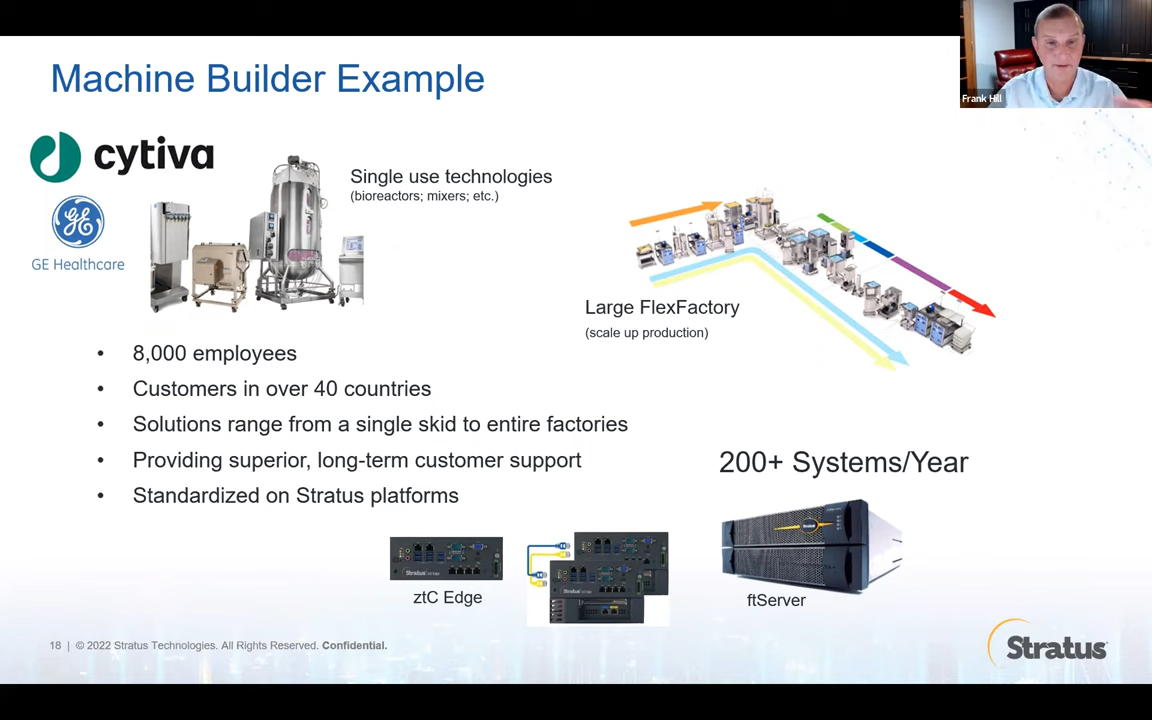 Machine Builder Example
Frank Hill
cytiva
GE Healthcare
Single use technologies
(bioreactors; mixers; etc.)
Large FlexFactory
(scale up production)
• 8,000 employees
• Customers in over 40 countries
• Solutions range from a single skid to entire factories
• Providing superior, long-term customer support
• Standardized on Stratus platforms
200+ Systems/Year
Stratus
ztC Edge
Stratus
Stratus
ftServer
18 | © 2022 Stratus Technologies. All Rights Reserved. Confidential.
Stratus